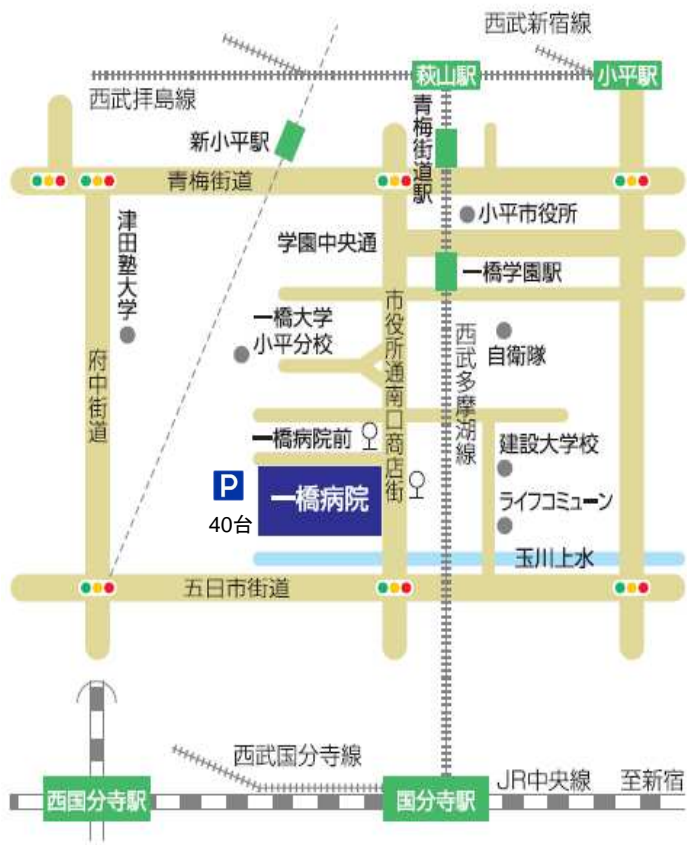 西武新宿線
萩山駅
小平駅
西武拝島線
青梅街道駅
新小平駅
青梅街道
津田塾大学
小平市役所
学園中央通
一橋学園駅
市役所通南口商店街
一橋大学
小平分校
西武多摩湖線
自衛隊
府中街道
一橋病院前
建設大学校
P
一橋病院
ライフコミューン
40台
玉川上水
五日市街道
西武国分寺線
JR中央線
至新宿
西国分寺駅
国分寺駅